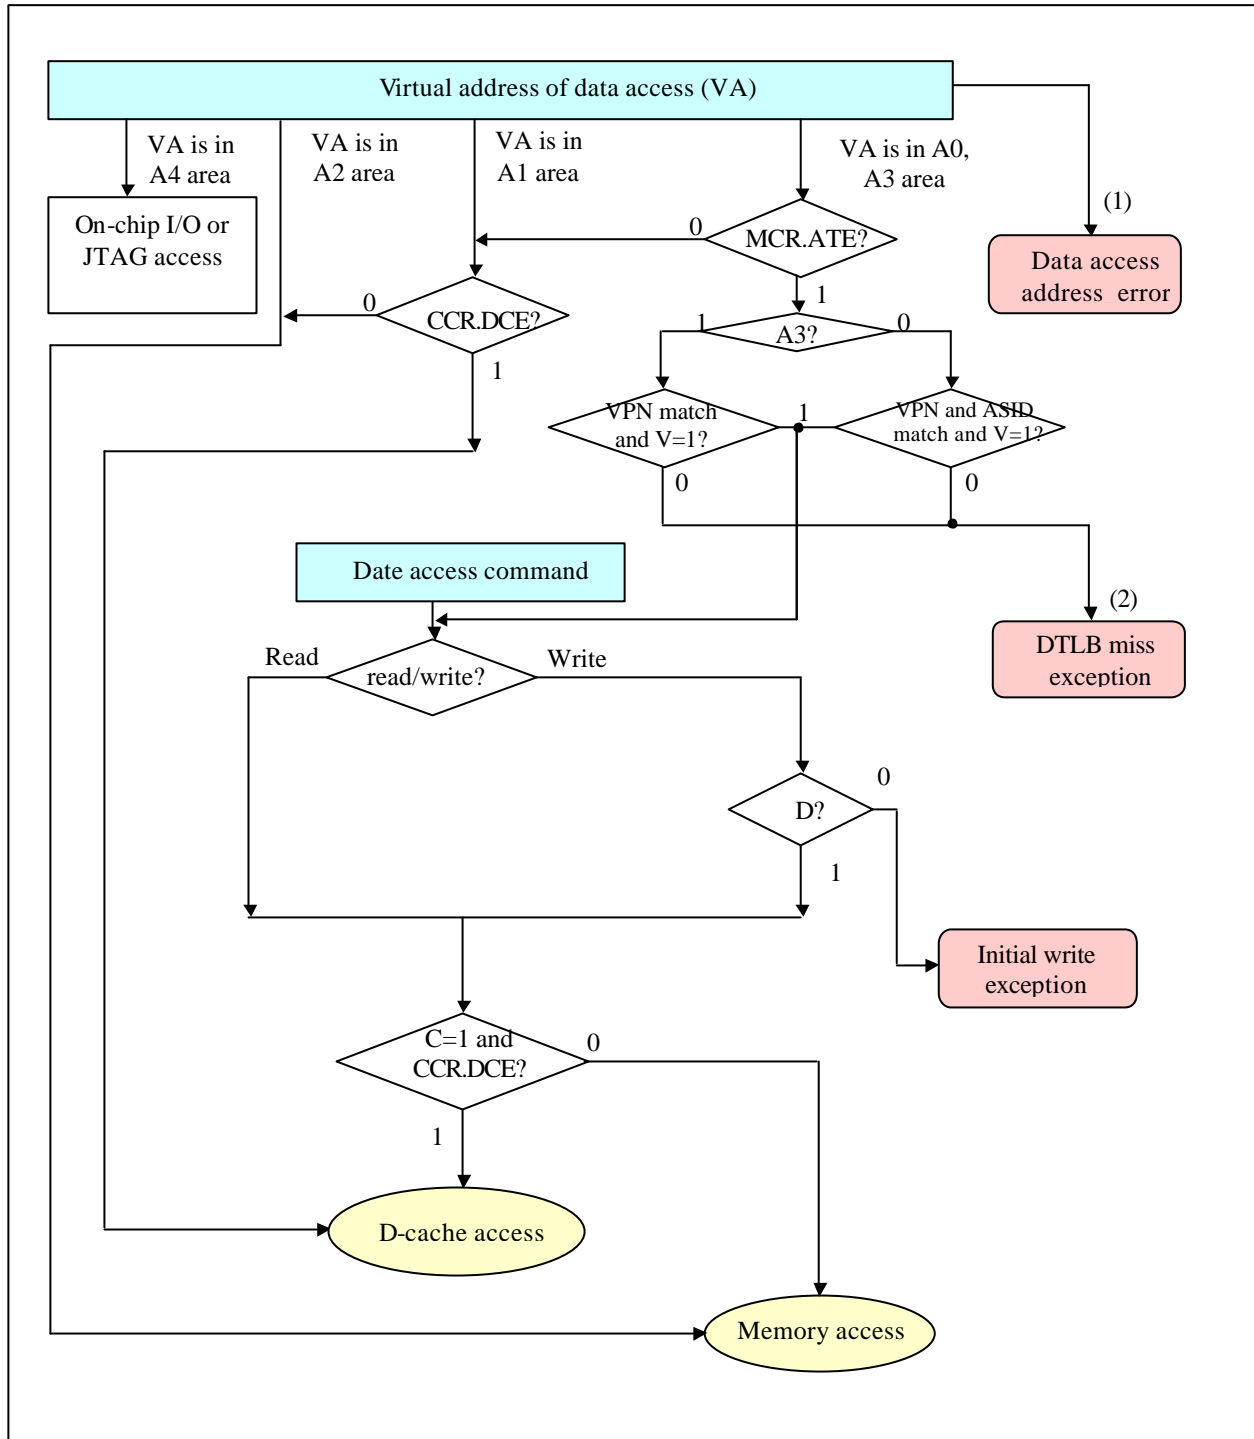 Virtual address of data access (VA)
VA is in
A4 area
VA is in
A2 area
VA is in
A1 area
VA is in A0,
A3 area
On-chip I/O or
JTAG access
0
MCR.ATE?
(1)
Data access
address error
0
CCR.DCE?
1
1
1
A3?
0
VPN match
and V=1?
1
VPN and ASID
match and V=1?
0
0
Date access command
(2)
DTLB miss
exception
Read
read/write?
Write
0
D?
1
Initial write
exception
C=1 and
CCR.DCE?
0
1
D-cache access
Memory access